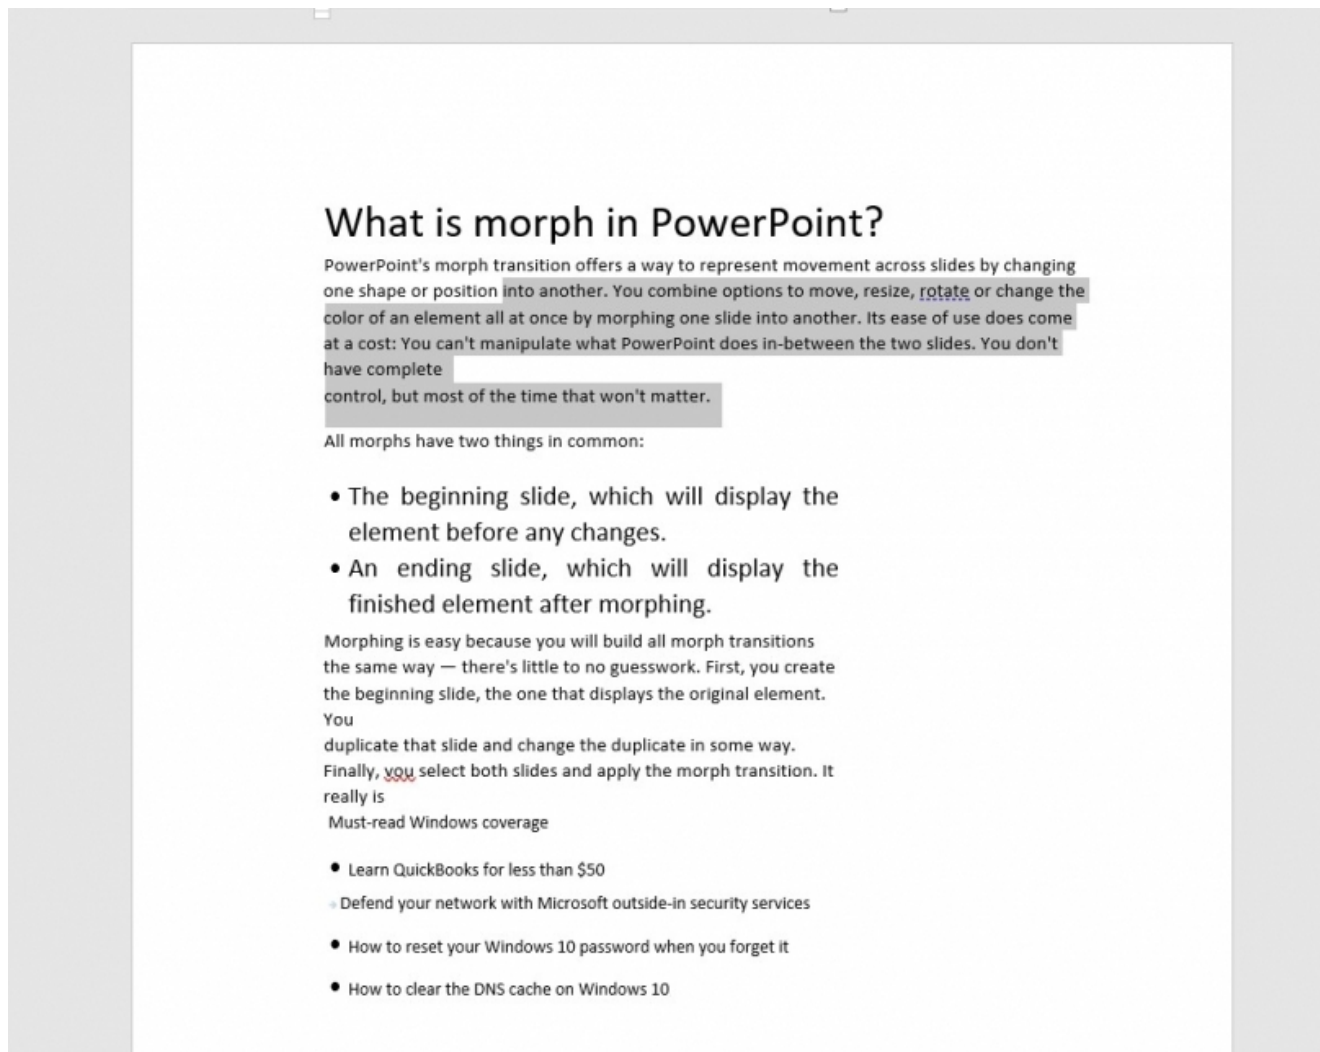 What is morph in PowerPoint?
PowerPoint's morph transition offers a way to represent movement across slides by changing
one shape or position into another. You combine options to move, resize, rotate or change the
color of an element all at once by morphing one slide into another. Its ease of use does come
at a cost: You can't manipulate what PowerPoint does in-between the two slides. You don't
have complete
control, but most of the time that won't matter.
All morphs have two things in common:
• The beginning slide, which will display the
element before any changes.
• An ending slide, which will display the
finished element after morphing.
Morphing is easy because you will build all morph transitions
the same way — there's little to no guesswork. First, you create
the beginning slide, the one that displays the original element.
You
duplicate that slide and change the duplicate in some way.
Finally, you select both slides and apply the morph transition. It
really is
Must-read Windows coverage
• Learn QuickBooks for less than $50
Defend your network with Microsoft outside-in security services
• How to reset your Windows 10 password when you forget it
• How to clear the DNS cache on Windows 10